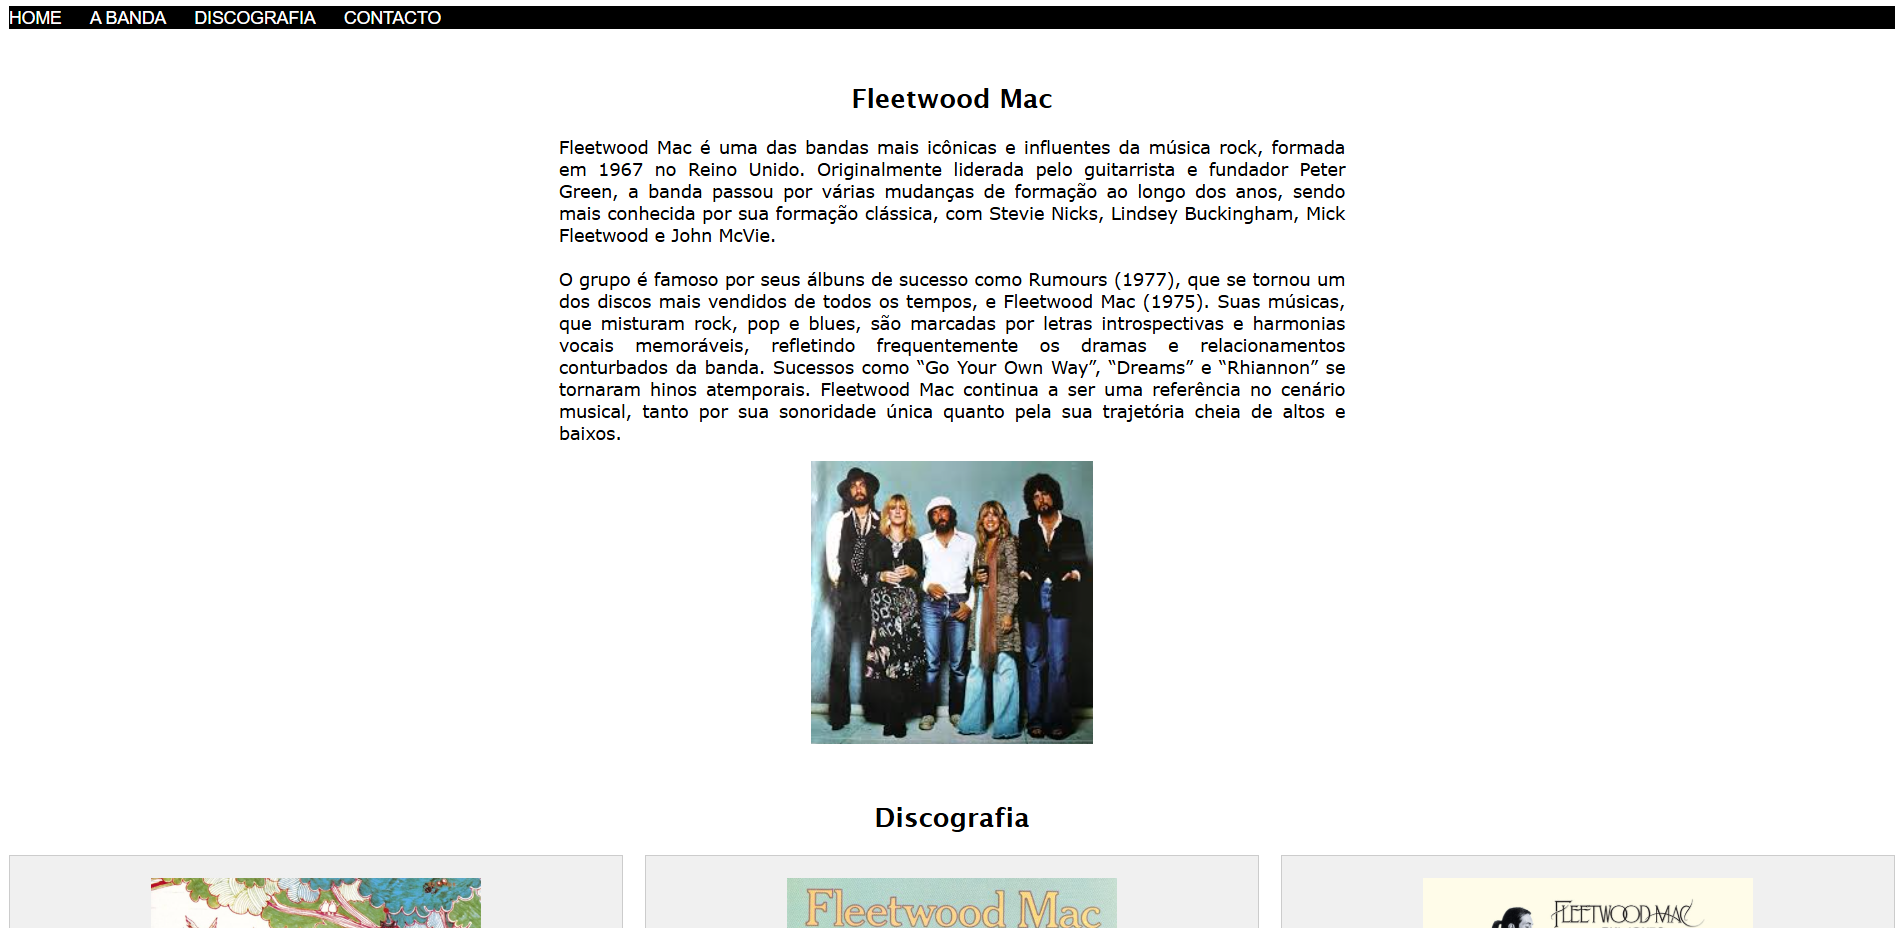 HOME A BANDA DISCOGRAFIA CONTACTO
Fleetwood Mac
Fleetwood Mac é uma das bandas mais icônicas e influentes da música rock, formada
em 1967 no Reino Unido. Originalmente liderada pelo guitarrista e fundador Peter
Green, a banda passou por várias mudanças de formação ao longo dos anos, sendo
mais conhecida por sua formação clássica, com Stevie Nicks, Lindsey Buckingham, Mick
Fleetwood e John McVie.
O grupo é famoso por seus álbuns de sucesso como Rumours (1977), que se tornou um
dos discos mais vendidos de todos os tempos, e Fleetwood Mac (1975). Suas músicas,
que misturam rock, pop e blues, são marcadas por letras introspectivas e harmonias
vocais memoráveis, refletindo frequentemente os dramas e relacionamentos
conturbados da banda. Sucessos como “Go Your Own Way”, “Dreams” e “Rhiannon” se
tornaram hinos atemporais. Fleetwood Mac continua a ser uma referência no cenário
musical, tanto por sua sonoridade única quanto pela sua trajetória cheia de altos e
baixos.
Discografia
Fleetwood Mac
FLEETWOOD MAC